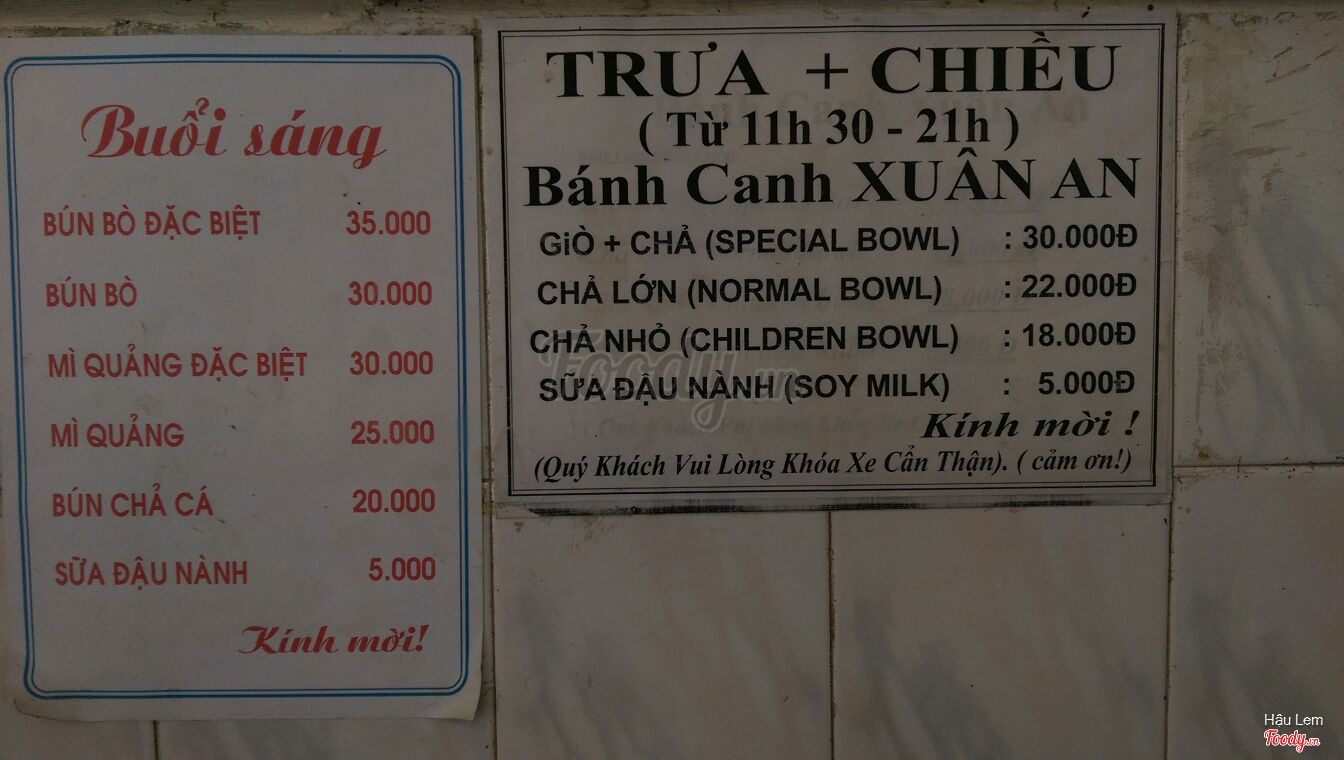 Buổi sáng
BÚN BÒ ĐẶC BIỆT 35.000
BÚN BÒ 30.000
MÌ QUẢNG ĐẶC BIỆT 30.000
MÌ QUẢNG 25.000
BÚN CHẢ CÁ 20.000
SỮA ĐẬU NÀNH 5.000
Kính mời!
TRƯA + CHIỀU
( Từ 11h 30 - 21h )
Bánh Canh XUÂN AN
GiÒ + CHẢ (SPECIAL BOWL) : 30.000Đ
CHẢ LỚN (NORMAL BOWL) : 22.000Đ
CHẢ NHỎ (CHILDREN BOWL) : 18.000Đ
SỮA ĐẬU NÀNH (SOY MILK) : 5.000Đ
Kính mời !
(Quý Khách Vui Lòng Khóa Xe Cẩn Thận). ( cảm ơn!)
Foody.vn
Hậu Lem
Foody.vn